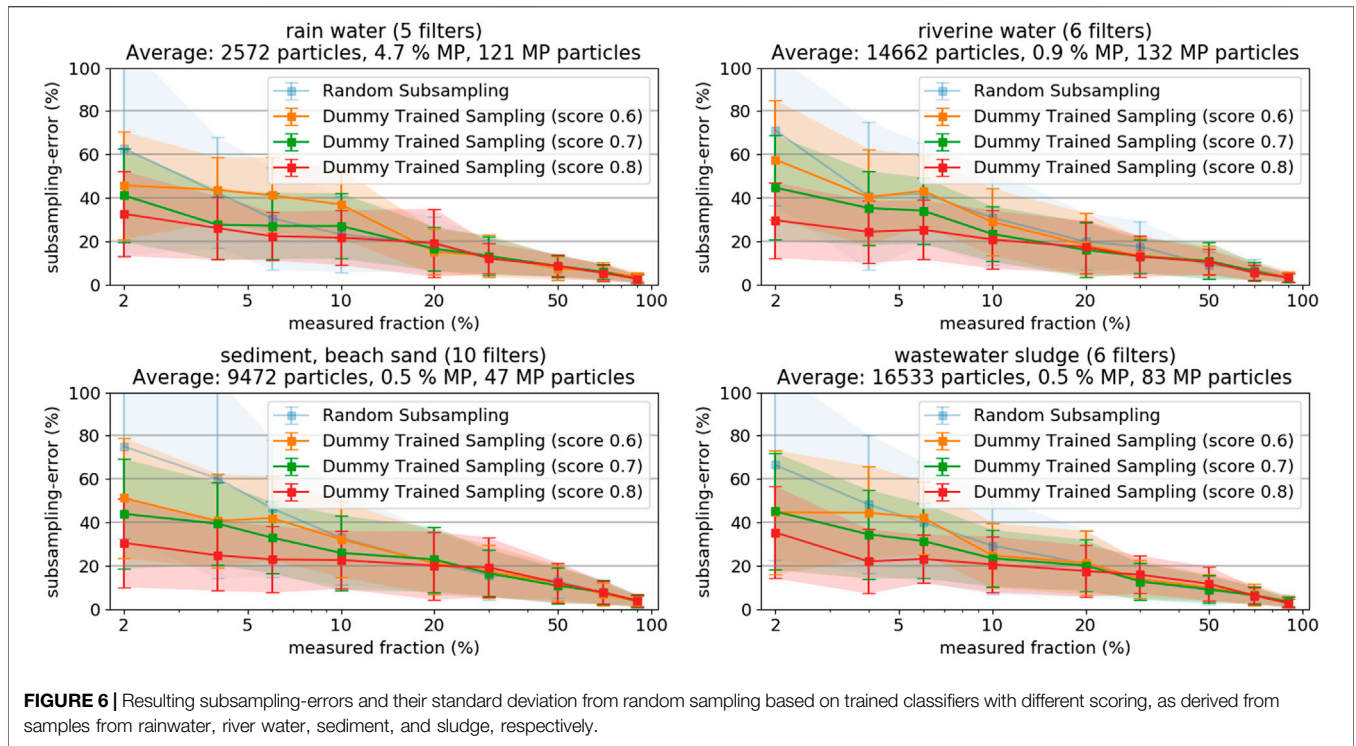 rain water (5 filters)
Average: 2572 particles, 4.7 % MP, 121 MP particles
subsampling-error (%)
100
80
60
40
20
0
Random Subsampling
Dummy Trained Sampling (score 0.6)
Dummy Trained Sampling (score 0.7)
Dummy Trained Sampling (score 0.8)
2 5 10 20 50 100
measured fraction (%)
riverine water (6 filters)
Average: 14662 particles, 0.9 % MP, 132 MP particles
subsampling-error (%)
100
80
60
40
20
0
Random Subsampling
Dummy Trained Sampling (score 0.6)
Dummy Trained Sampling (score 0.7)
Dummy Trained Sampling (score 0.8)
2 5 10 20 50 100
measured fraction (%)
sediment, beach sand (10 filters)
Average: 9472 particles, 0.5 % MP, 47 MP particles
subsampling-error (%)
100
80
60
40
20
0
Random Subsampling
Dummy Trained Sampling (score 0.6)
Dummy Trained Sampling (score 0.7)
Dummy Trained Sampling (score 0.8)
2 5 10 20 50 100
measured fraction (%)
wastewater sludge (6 filters)
Average: 16533 particles, 0.5 % MP, 83 MP particles
subsampling-error (%)
100
80
60
40
20
0
Random Subsampling
Dummy Trained Sampling (score 0.6)
Dummy Trained Sampling (score 0.7)
Dummy Trained Sampling (score 0.8)
2 5 10 20 50 100
measured fraction (%)
FIGURE 6 | Resulting subsampling-errors and their standard deviation from random sampling based on trained classifiers with different scoring, as derived from
samples from rainwater, river water, sediment, and sludge, respectively.